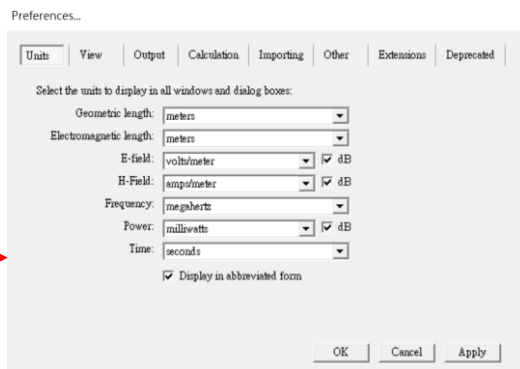 Preferences...
Units View Output Calculation Importing Other Extensions Deprecated
Select the units to display in all windows and dialog boxes:
Geometric length: meters
Electromagnetic length: meters
E-field: volts/meter dB
H-Field: amps/meter dB
Frequency: megahertz
Power: milliwatts dB
Time: seconds
Display in abbreviated form
OK Cancel Apply